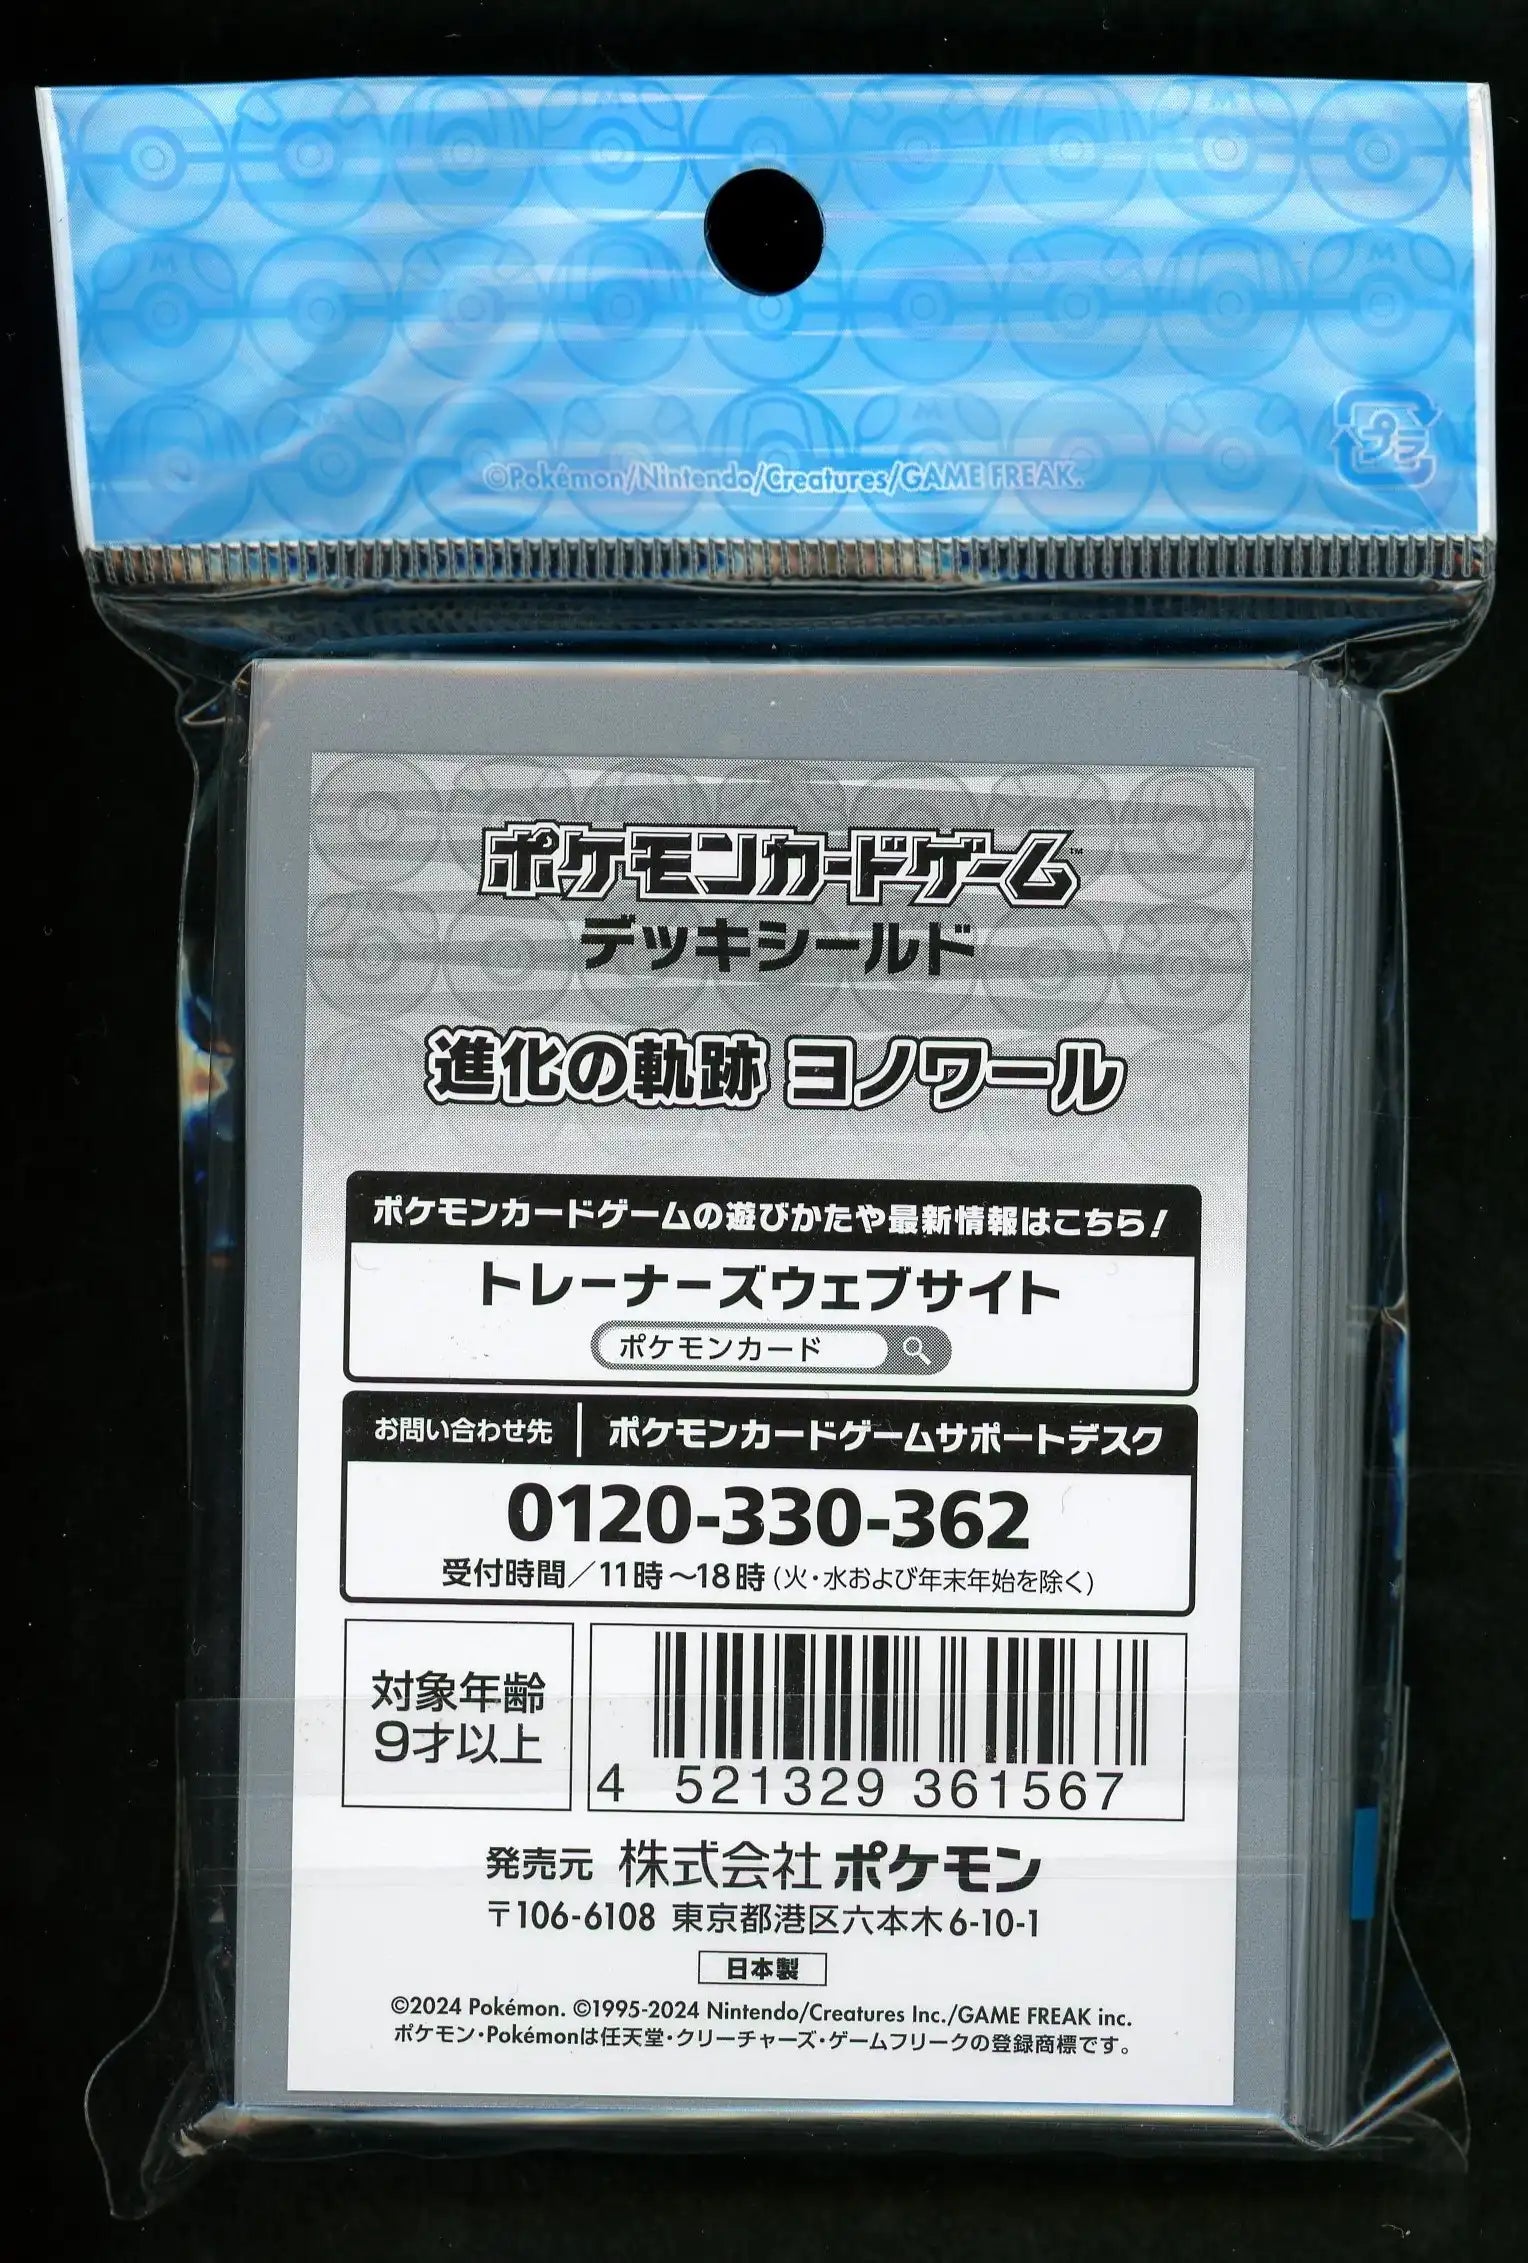 ©Pokémon/Nintendo/Creatures/GAME FREAK.
プラ
ポケモンカードゲーム™
デッキシールド
進化の軌跡 ヨノワール
ポケモンカードゲームの遊びかたや最新情報はこちら!
トレーナーズウェブサイト
ポケモンカード
お問い合わせ先 ポケモンカードゲームサポートデスク
0120-330-362
受付時間/11時~18時(火・水および年末年始を除く)
対象年齢
9才以上
4 521329 361567
発売元 株式会社ポケモン
〒106-6108 東京都港区六本木6-10-1
日本製
©2024 Pokémon. ©1995-2024 Nintendo/Creatures Inc./GAME FREAK inc.
ポケモン・Pokémonは任天堂・クリーチャーズ・ゲームフリークの登録商標です。